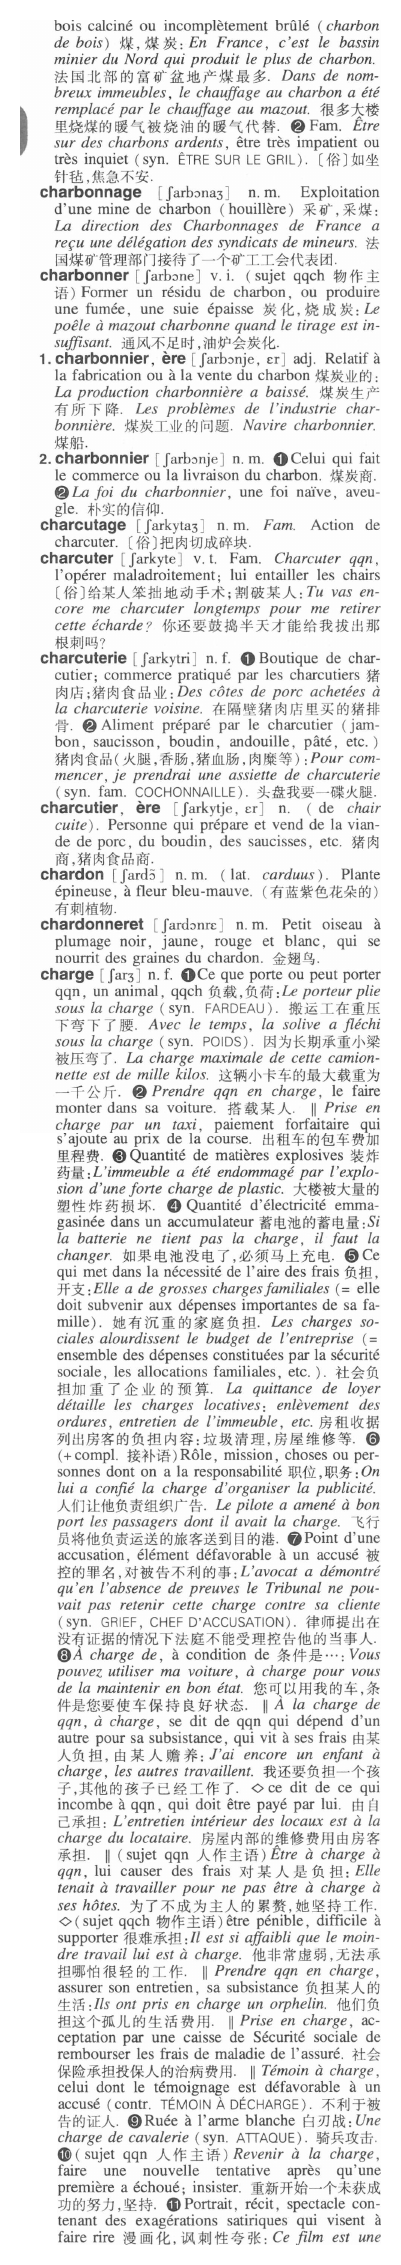 bois calciné ou incomplètement brûlé (charbon
de bois) 煤,煤炭: En France, c'est le bassin
minier du Nord qui produit le plus de charbon.
法国北部的富矿盆地产煤最多. Dans de nom-
breux immeubles, le chauffage au charbon a été
remplacé par le chauffage au mazout. 很多大楼
里烧煤的暖气被烧油的暖气代替. ❷ Fam. Être
sur des charbons ardents, être très impatient ou
très inquiet (syn. ÊTRE SUR LE GRIL). 〔俗〕如坐
针毡,焦急不安.
charbonnage [ʃarbɔnaʒ] n. m. Exploitation
d'une mine de charbon (houillère) 采矿,采煤:
La direction des Charbonnages de France a
reçu une délégation des syndicats de mineurs. 法
国煤矿管理部门接待了一个矿工工会代表团.
charbonner [ʃarbɔne] v. i. (sujet qqch 物作主
语) Former un résidu de charbon, ou produire
une fumée, une suie épaisse 炭化,烧成炭: Le
poêle à mazout charbonne quand le tirage est in-
suffisant. 通风不足时,油炉会炭化.
1. charbonnier, ère [ʃarbɔnje, ɛr] adj. Relatif à
la fabrication ou à la vente du charbon 煤炭业的:
La production charbonnière a baissé. 煤炭生产
有所下降. Les problèmes de l'industrie char-
bonnière. 煤炭工业的问题. Navire charbonnier.
煤船.
2. charbonnier [ʃarbɔnje] n. m. ❶ Celui qui fait
le commerce ou la livraison du charbon. 煤炭商.
❷ La foi du charbonnier, une foi naïve, aveu-
gle. 朴实的信仰.
charcutage [ʃarkytaʒ] n. m. Fam. Action de
charcuter. 〔俗〕把肉切成碎块.
charcuter [ʃarkyte] v. t. Fam. Charcuter qqn,
l'opérer maladroitement; lui entailler les chairs
〔俗〕给某人笨拙地动手术;割破某人: Tu vas en-
core me charcuter longtemps pour me retirer
cette écharde? 你还要鼓捣半天才能给我拔出那
根刺吗?
charcuterie [ʃarkytri] n. f. ❶ Boutique de char-
cutier; commerce pratiqué par les charcutiers 猪
肉店;猪肉食品业: Des côtes de porc achetées à
la charcuterie voisine. 在隔壁猪肉店里买的猪排
骨. ❷ Aliment préparé par le charcutier (jam-
bon, saucisson, boudin, andouille, pâté, etc.)
猪肉食品(火腿,香肠,猪血肠,肉糜等): Pour com-
mencer, je prendrai une assiette de charcuterie
(syn. fam. COCHONNAILLE). 头盘我要一碟火腿.
charcutier, ère [ʃarkytje, ɛr] n. (de chair
cuite). Personne qui prépare et vend de la vian-
de de porc, du boudin, des saucisses, etc. 猪肉
商,猪肉食品商.
chardon [ʃardɔ̃] n. m. (lat. carduus). Plante
épineuse, à fleur bleu-mauve. (有蓝紫色花朵的)
有刺植物.
chardonneret [ʃardɔnrɛ] n. m. Petit oiseau à
plumage noir, jaune, rouge et blanc, qui se
nourrit des graines du chardon. 金翅鸟.
charge [ʃarʒ] n. f. ❶ Ce que porte ou peut porter
qqn, un animal, qqch 负载,负荷: Le porteur plie
sous la charge (syn. FARDEAU). 搬运工在重压
下弯下了腰. Avec le temps, la solive a fléchi
sous la charge (syn. POIDS). 因为长期承重小梁
被压弯了. La charge maximale de cette camion-
nette est de mille kilos. 这辆小卡车的最大载重为
一千公斤. ❷ Prendre qqn en charge, le faire
monter dans sa voiture. 搭载某人. ‖ Prise en
charge par un taxi, paiement forfaitaire qui
s'ajoute au prix de la course. 出租车的包车费加
里程费. ❸ Quantité de matières explosives 装炸
药量: L'immeuble a été endommagé par l'explo-
sion d'une forte charge de plastic. 大楼被大量的
塑性炸药损坏. ❹ Quantité d'électricité emma-
gasinée dans un accumulateur 蓄电池的蓄电量: Si
la batterie ne tient pas la charge, il faut la
changer. 如果电池没电了,必须马上充电. ❺ Ce
qui met dans la nécessité de l'aire des frais 负担,
开支: Elle a de grosses charges familiales (= elle
doit subvenir aux dépenses importantes de sa fa-
mille). 她有沉重的家庭负担. Les charges so-
ciales alourdissent le budget de l'entreprise (=
ensemble des dépenses constituées par la sécurité
sociale, les allocations familiales, etc.). 社会负
担加重了企业的预算. La quittance de loyer
détaille les charges locatives: enlèvement des
ordures, entretien de l'immeuble, etc. 房租收据
列出房客的负担内容:垃圾清理,房屋维修等. ❻
(+ compl. 接补语) Rôle, mission, choses ou per-
sonnes dont on a la responsabilité 职位,职务: On
lui a confié la charge d'organiser la publicité.
人们让他负责组织广告. Le pilote a amené à bon
port les passagers dont il avait la charge. 飞行
员将他负责运送的旅客送到目的港. ❼ Point d'une
accusation, élément défavorable à un accusé 被
控的罪名,对被告不利的事: L'avocat a démontré
qu'en l'absence de preuves le Tribunal ne pou-
vait pas retenir cette charge contre sa cliente
(syn. GRIEF, CHEF D'ACCUSATION). 律师提出在
没有证据的情况下法庭不能受理控告他的当事人.
❽ À charge de, à condition de 条件是…: Vous
pouvez utiliser ma voiture, à charge pour vous
de la maintenir en bon état. 您可以用我的车,条
件是您要使车保持良好状态. ‖ À la charge de
qqn, à charge, se dit de qqn qui dépend d'un
autre pour sa subsistance, qui vit à ses frais 由某
人负担,由某人赡养: J'ai encore un enfant à
charge, les autres travaillent. 我还要负担一个孩
子,其他的孩子已经工作了. ◇ ce dit de ce qui
incombe à qqn, qui doit être payé par lui. 由自
己承担: L'entretien intérieur des locaux est à la
charge du locataire. 房屋内部的维修费用由房客
承担. ‖ (sujet qqn 人作主语) Être à charge à
qqn, lui causer des frais 对某人是负担: Elle
tenait à travailler pour ne pas être à charge à
ses hôtes. 为了不成为主人的累赘,她坚持工作.
◇ (sujet qqch 物作主语) être pénible, difficile à
supporter 很难承担: Il est si affaibli que le moin-
dre travail lui est à charge. 他非常虚弱,无法承
担哪怕很轻的工作. ‖ Prendre qqn en charge,
assurer son entretien, sa subsistance 负担某人的
生活: Ils ont pris en charge un orphelin. 他们负
担这个孤儿的生活费用. ‖ Prise en charge, ac-
ceptation par une caisse de Sécurité sociale de
rembourser les frais de maladie de l'assuré. 社会
保险承担投保人的治病费用. ‖ Témoin à charge,
celui dont le témoignage est défavorable à un
accusé (contr. TÉMOIN À DÉCHARGE). 不利于被
告的证人. ❾ Ruée à l'arme blanche 白刃战: Une
charge de cavalerie (syn. ATTAQUE). 骑兵攻击.
❿ (sujet qqn 人作主语) Revenir à la charge,
faire une nouvelle tentative après qu'une
première a échoué; insister. 重新开始一个未获成
功的努力,坚持. ⓫ Portrait, récit, spectacle con-
tenant des exagérations satiriques qui visent à
faire rire 漫画化,讽刺性夸张: Ce film est une